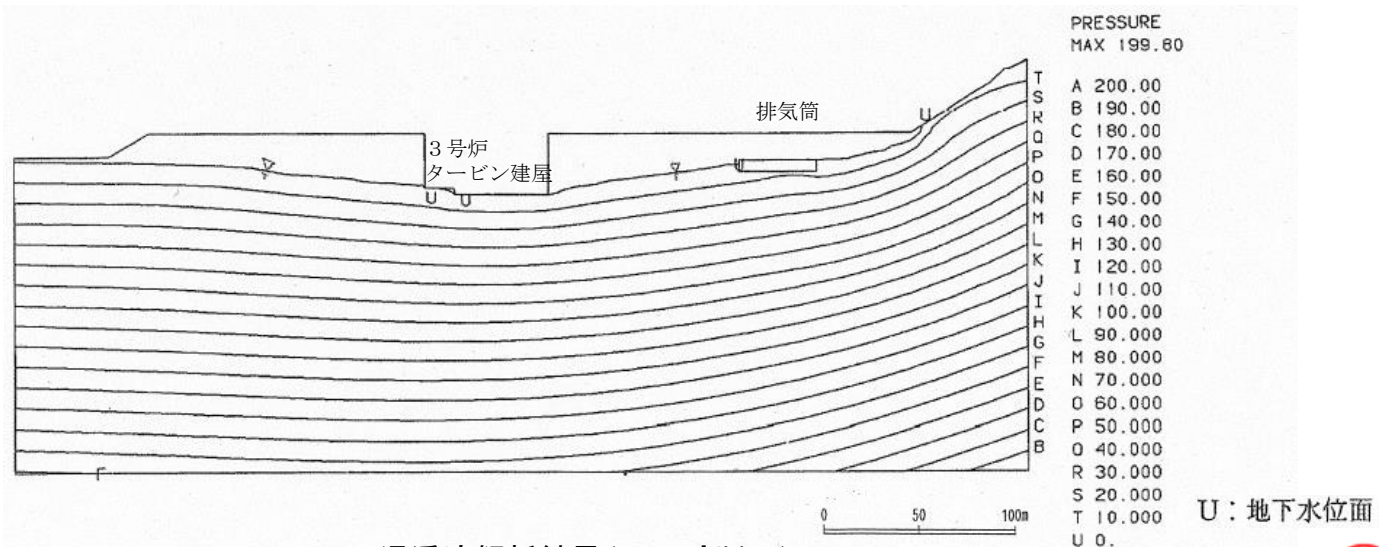 PRESSURE
MAX 199.80
A 200.00
B 190.00
C 180.00
D 170.00
E 160.00
F 150.00
G 140.00
H 130.00
I 120.00
J 110.00
K 100.00
L 90.000
M 80.000
N 70.000
O 60.000
P 50.000
Q 40.000
R 30.000
S 20.000
T 10.000
U 0.
排気筒
3号炉
タービン建屋
U
U U
T
S
R
Q
P
O
N
M
L
K
J
I
H
G
F
E
D
C
B
0 50 100m
U:地下水位面